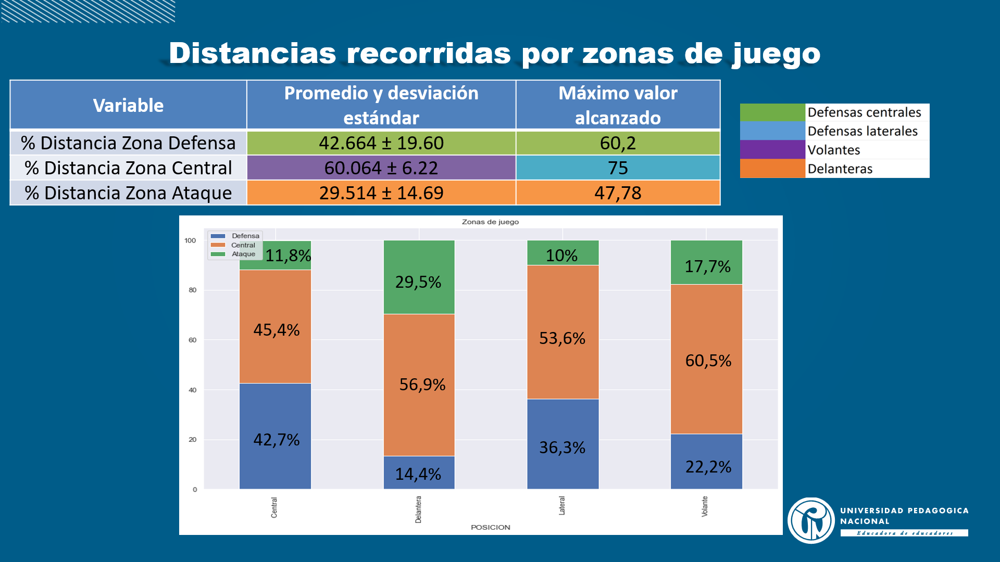 Distancias recorridas por zonas de juego
Variable
Promedio y desviación
estándar
Máximo valor
alcanzado
% Distancia Zona Defensa
42.664 ± 19.60
60,2
% Distancia Zona Central
60.064 ± 6.22
75
% Distancia Zona Ataque
29.514 ± 14.69
47,78
Defensas centrales
Defensas laterales
Volantes
Delanteras
Zonas de juego
Defensa
Central
Ataque
100
80
60
40
20
0
11,8%
45,4%
42,7%
29,5%
56,9%
14,4%
10%
53,6%
36,3%
17,7%
60,5%
22,2%
Central
Delantera
Lateral
Volante
POSICION
UNIVERSIDAD PEDAGOGICA
NACIONAL
Educadora de educadores